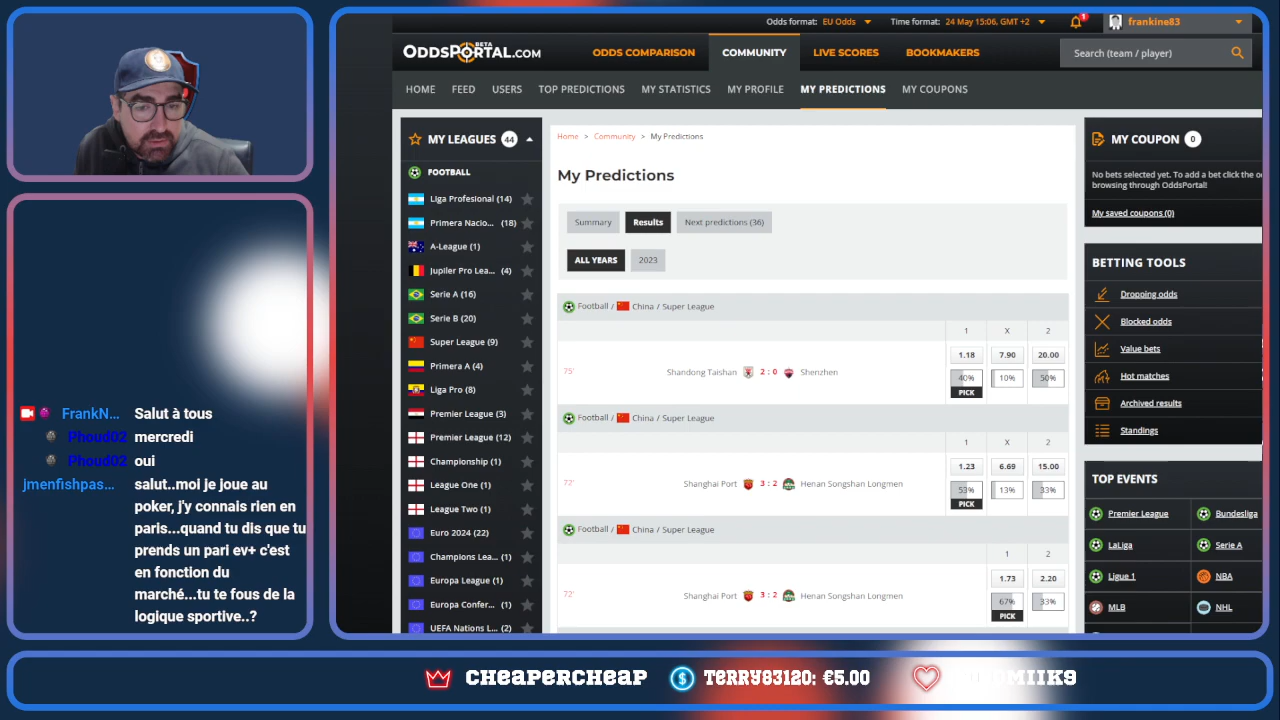 Odds format: EU Odds
Time format: 24 May 15:06, GMT +2
1
frankine83
ODDSPORTAL.COM
BETA
ODDS COMPARISON
COMMUNITY
LIVE SCORES
BOOKMAKERS
Search (team / player)
HOME
FEED
USERS
TOP PREDICTIONS
MY STATISTICS
MY PROFILE
MY PREDICTIONS
MY COUPONS
MY LEAGUES 44
FOOTBALL
Liga Profesional (14)
Primera Nacio... (18)
A-League (1)
Jupiler Pro Lea... (4)
Serie A (16)
Serie B (20)
Super League (9)
Primera A (4)
Liga Pro (8)
Premier League (3)
Premier League (12)
Championship (1)
League One (1)
League Two (1)
Euro 2024 (22)
Champions Lea... (1)
Europa League (1)
Europa Confer... (1)
UEFA Nations L... (2)
Home > Community > My Predictions
My Predictions
Summary
Results
Next predictions (36)
ALL YEARS
2023
Football / China / Super League
1 X 2
75' Shandong Taishan 2:0 Shenzhen 1.18 7.90 20.00
40% 10% 50%
PICK
Football / China / Super League
1 X 2
72' Shanghai Port 3:2 Henan Songshan Longmen 1.23 6.69 15.00
53% 13% 33%
PICK
Football / China / Super League
1 2
72' Shanghai Port 3:2 Henan Songshan Longmen 1.73 2.20
67% 33%
PICK
MY COUPON 0
No bets selected yet. To add a bet click the o
browsing through OddsPortal!
My saved coupons (0)
BETTING TOOLS
Dropping odds
Blocked odds
Value bets
Hot matches
Archived results
Standings
TOP EVENTS
Premier League
Bundesliga
LaLiga
Serie A
Ligue 1
NBA
MLB
NHL
FrankN... Salut à tous
Phoud02 mercredi
Phoud02 oui
jmenfishpas... salut..moi je joue au
poker, j'y connais rien en
paris...quand tu dis que tu
prends un pari ev+ c'est
en fonction du
marché...tu te fous de la
logique sportive..?
CHEAPERCHEAP
TERRY83120: €5.00